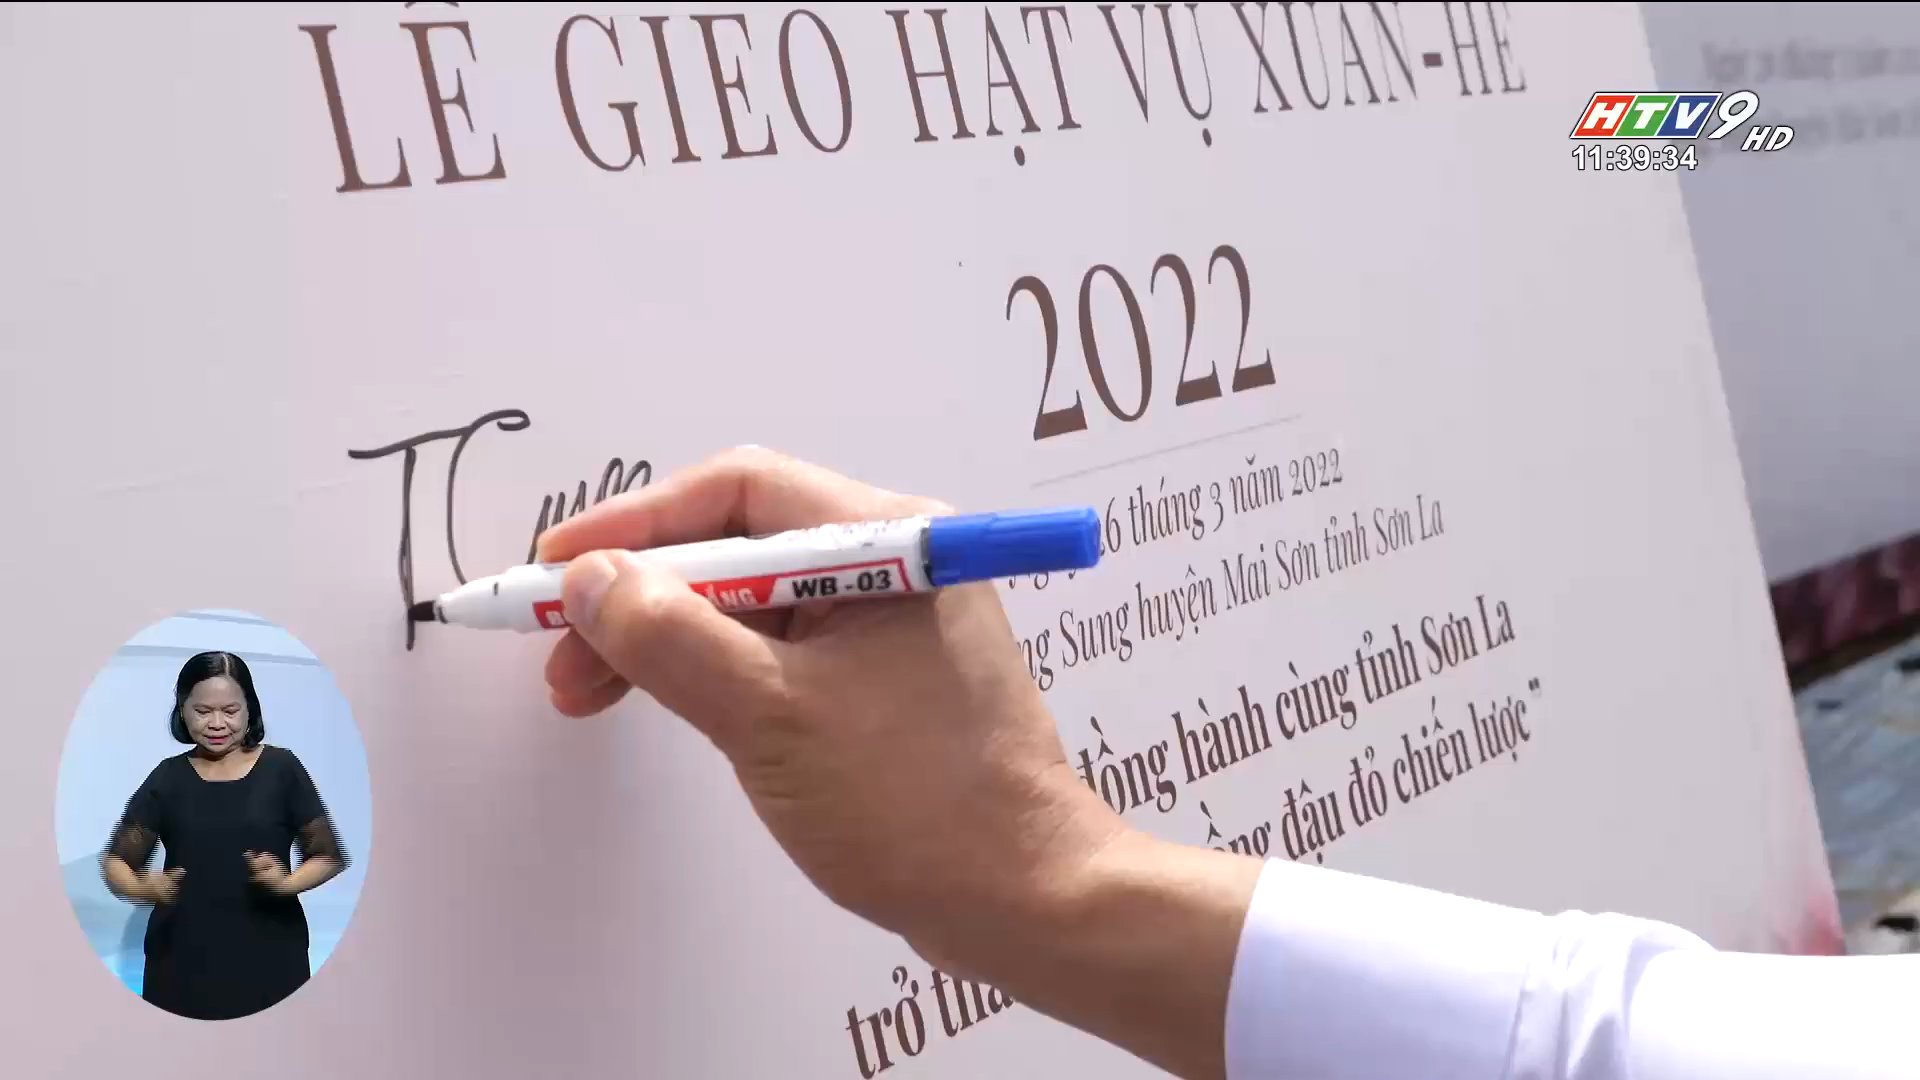 LỄ GIEO HẠT VỤ XUÂN-HÈ
HTV9 HD
11:39:34
2022
26 tháng 3 năm 2022
Sung huyện Mai Sơn tỉnh Sơn La
WB-03
đồng hành cùng tỉnh Sơn La
đậu đỏ chiến lược"
trở